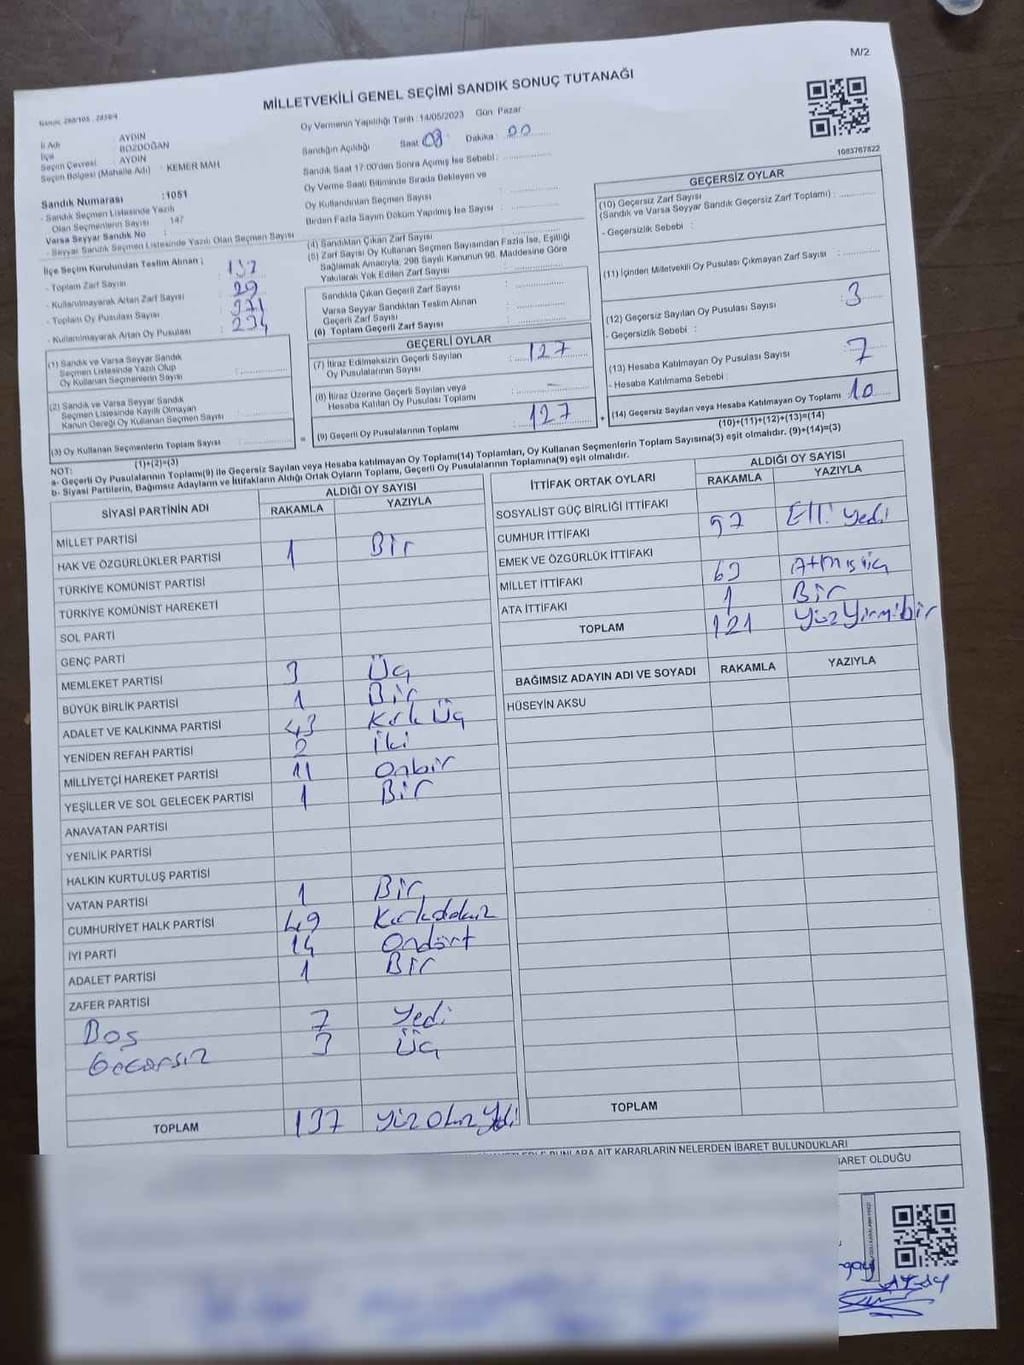 M/2
MİLLETVEKİLİ GENEL SEÇİMİ SANDIK SONUÇ TUTANAĞI
Oy Vermenin Yapıldığı Tarih : 14/05/2023 Gün Pazar
İl Adı : AYDIN
İlçe : BOZDOĞAN
Seçim Çevresi : AYDIN
Seçim Bölgesi (Mahalle Adı) : KEMER MAH.
Sandığın Açıldığı Saat 08 Dakika : 00
Sandık Saat 17:00'den Sonra Açımış İse Sebebi :
Oy Verme Saati Bitiminde Sırada Bekleyen ve
Oy Kullandırılan Seçmen Sayısı
Birden Fazla Sayım Döküm Yapılmış İse Sayısı
1083767822
Sandık Numarası : 1051
- Sandık Seçmen Listesinde Yazılı
Olan Seçmenlerin Sayısı : 147
Varsa Seyyar Sandık No
- Seyyar Sandık Seçmen Listesinde Yazılı Olan Seçmen Sayısı
İlçe Seçim Kurulundan Teslim Alınan ;
- Toplam Zarf Sayısı
- Kullanılmayarak Artan Zarf Sayısı : 29
- Toplam Oy Pusulası Sayısı : 371
- Kullanılmayarak Artan Oy Pusulası : 234
(1) Sandık ve Varsa Seyyar Sandık
Seçmen Listesinde Yazılı Olup
Oy Kullanan Seçmenlerin Sayısı
(2) Sandık ve Varsa Seyyar Sandık
Seçmen Listesinde Kayıtlı Olmayan
Kanun Gereği Oy Kullanan Seçmen Sayısı
(3) Oy Kullanan Seçmenlerin Toplam Sayısı
(1)+(2)=(3)
(4) Sandıktan Çıkan Zarf Sayısı
(5) Zarf Sayısı Oy Kullanan Seçmen Sayısından Fazla İse, Eşitliği
Sağlamak Amacıyla, 298 Sayılı Kanunun 98. Maddesine Göre
Yakılarak Yok Edilen Zarf Sayısı
Sandıkta Çıkan Geçerli Zarf Sayısı
Varsa Seyyar Sandıktan Teslim Alınan
Geçerli Zarf Sayısı
(6) Toplam Geçerli Zarf Sayısı
GEÇERLİ OYLAR
(7) İtiraz Edilmeksizin Geçerli Sayılan
Oy Pusulalarının Sayısı : 127
(8) İtiraz Üzerine Geçerli Sayılan veya
Hesaba Katılan Oy Pusulası Toplamı : –
(9) Geçerli Oy Pusulalarının Toplamı : 127
GEÇERSİZ OYLAR
(10) Geçersiz Zarf Sayısı
(Sandık ve Varsa Seyyar Sandık Geçersiz Zarf Toplamı) :
- Geçersizlik Sebebi :
(11) İçinden Milletvekili Oy Pusulası Çıkmayan Zarf Sayısı
(12) Geçersiz Sayılan Oy Pusulası Sayısı : 3
- Geçersizlik Sebebi :
(13) Hesaba Katılmayan Oy Pusulası Sayısı : 7
- Hesaba Katılmama Sebebi :
(14) Geçersiz Sayılan veya Hesaba Katılmayan Oy Toplamı : 10
(10)+(11)+(12)+(13)=(14)
NOT:
a- Geçerli Oy Pusulalarının Toplamı(9) ile Geçersiz Sayılan veya Hesaba katılmayan Oy Toplamı(14) Toplamları, Oy Kullanan Seçmenlerin Toplam Sayısına(3) eşit olmalıdır. (9)+(14)=(3)
b- Siyasi Partilerin, Bağımsız Adayların ve İttifakların Aldığı Ortak Oyların Toplamı, Geçerli Oy Pusulalarının Toplamına(9) eşit olmalıdır.
SİYASİ PARTİNİN ADI ALDIĞI OY SAYISI
RAKAMLA YAZIYLA
MİLLET PARTİSİ
HAK VE ÖZGÜRLÜKLER PARTİSİ 1 Bir
TÜRKİYE KOMÜNİST PARTİSİ
TÜRKİYE KOMÜNİST HAREKETİ
SOL PARTİ
GENÇ PARTİ
MEMLEKET PARTİSİ 3 Üç
BÜYÜK BİRLİK PARTİSİ 1 Bir
ADALET VE KALKINMA PARTİSİ 43 Kırk Üç
YENİDEN REFAH PARTİSİ 2 İki
MİLLİYETÇİ HAREKET PARTİSİ 11 Onbir
YEŞİLLER VE SOL GELECEK PARTİSİ 1 Bir
ANAVATAN PARTİSİ
YENİLİK PARTİSİ
HALKIN KURTULUŞ PARTİSİ
VATAN PARTİSİ 1 Bir
CUMHURİYET HALK PARTİSİ 49 Kırkdokuz
İYİ PARTİ 14 Ondört
ADALET PARTİSİ 1 Bir
ZAFER PARTİSİ
Boş 7 Yedi
Geçersiz 3 Üç
TOPLAM 137 Yüz Otuz Yedi
İTTİFAK ORTAK OYLARI ALDIĞI OY SAYISI
RAKAMLA YAZIYLA
SOSYALİST GÜÇ BİRLİĞİ İTTİFAKI
CUMHUR İTTİFAKI 57 Elli Yedi
EMEK VE ÖZGÜRLÜK İTTİFAKI
MİLLET İTTİFAKI 63 Atmış üç
ATA İTTİFAKI 1 Bir
TOPLAM 121 Yüz Yirmi bir
BAĞIMSIZ ADAYIN ADI VE SOYADI RAKAMLA YAZIYLA
HÜSEYİN AKSU
TOPLAM
BUNLARA AİT KARARLARIN NELERDEN İBARET BULUNDUKLARI
OLDUĞU